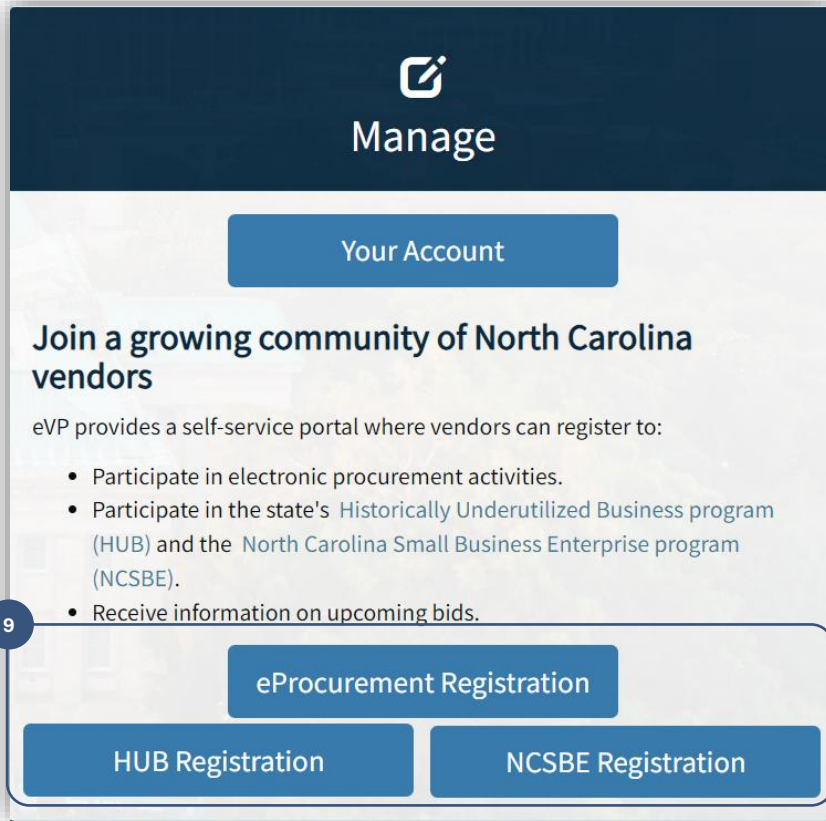 Manage
Your Account
Join a growing community of North Carolina
vendors
eVP provides a self-service portal where vendors can register to:
• Participate in electronic procurement activities.
• Participate in the state's Historically Underutilized Business program
(HUB) and the North Carolina Small Business Enterprise program
(NCSBE).
• Receive information on upcoming bids.
9
eProcurement Registration
HUB Registration
NCSBE Registration